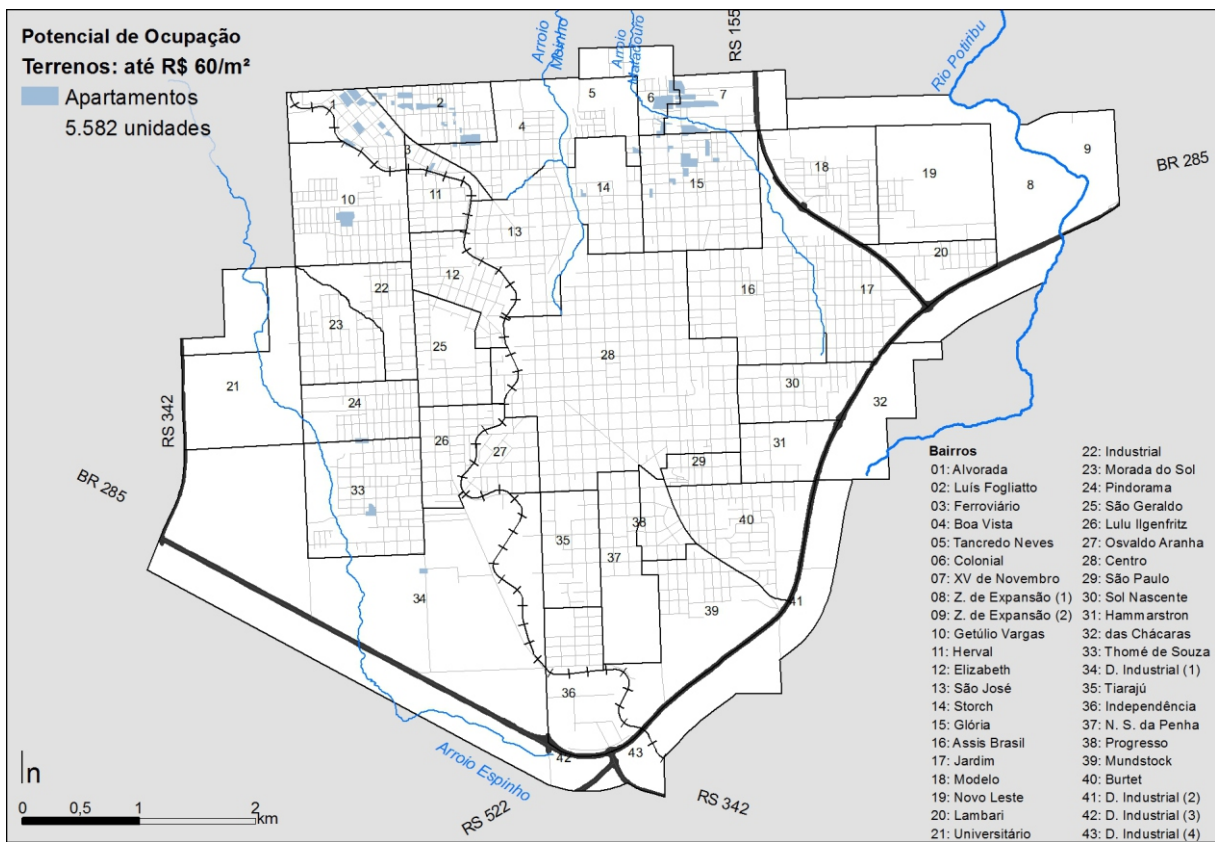 Potencial de Ocupação
Terrenos: até R$ 60/m²
Apartamentos
5.582 unidades
Arroio
Moinho
Arroio
Matadouro
RS 155
Rio Potiribu
1
2
3
4
5
6
7
8
9
BR 285
10
11
12
13
14
15
16
17
18
19
20
21
22
23
24
25
26
27
28
29
30
31
32
33
34
35
36
37
38
39
40
41
42
43
RS 342
BR 285
Arroio Espinho
RS 522
RS 342
n
0 0,5 1 2
km
Bairros
01: Alvorada
02: Luís Fogliatto
03: Ferroviário
04: Boa Vista
05: Tancredo Neves
06: Colonial
07: XV de Novembro
08: Z. de Expansão (1)
09: Z. de Expansão (2)
10: Getúlio Vargas
11: Herval
12: Elizabeth
13: São José
14: Storch
15: Glória
16: Assis Brasil
17: Jardim
18: Modelo
19: Novo Leste
20: Lambari
21: Universitário
22: Industrial
23: Morada do Sol
24: Pindorama
25: São Geraldo
26: Lulu Ilgenfritz
27: Osvaldo Aranha
28: Centro
29: São Paulo
30: Sol Nascente
31: Hammarstron
32: das Chácaras
33: Thomé de Souza
34: D. Industrial (1)
35: Tiarajú
36: Independência
37: N. S. da Penha
38: Progresso
39: Mundstock
40: Burtet
41: D. Industrial (2)
42: D. Industrial (3)
43: D. Industrial (4)